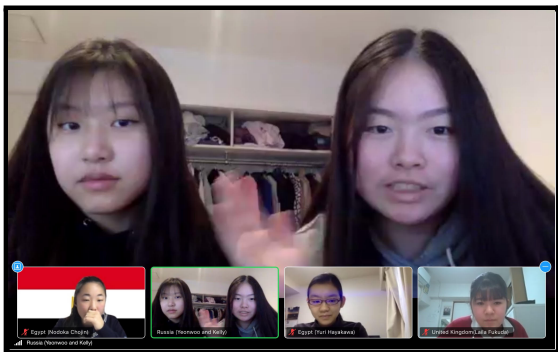 Egypt (Nodoka Chojin)
Russia (Yeonwoo and Kelly)
Egypt (Yuri Hayakawa)
United Kingdom(Laila Fukuda)
Russia (Yeonwoo and Kelly)